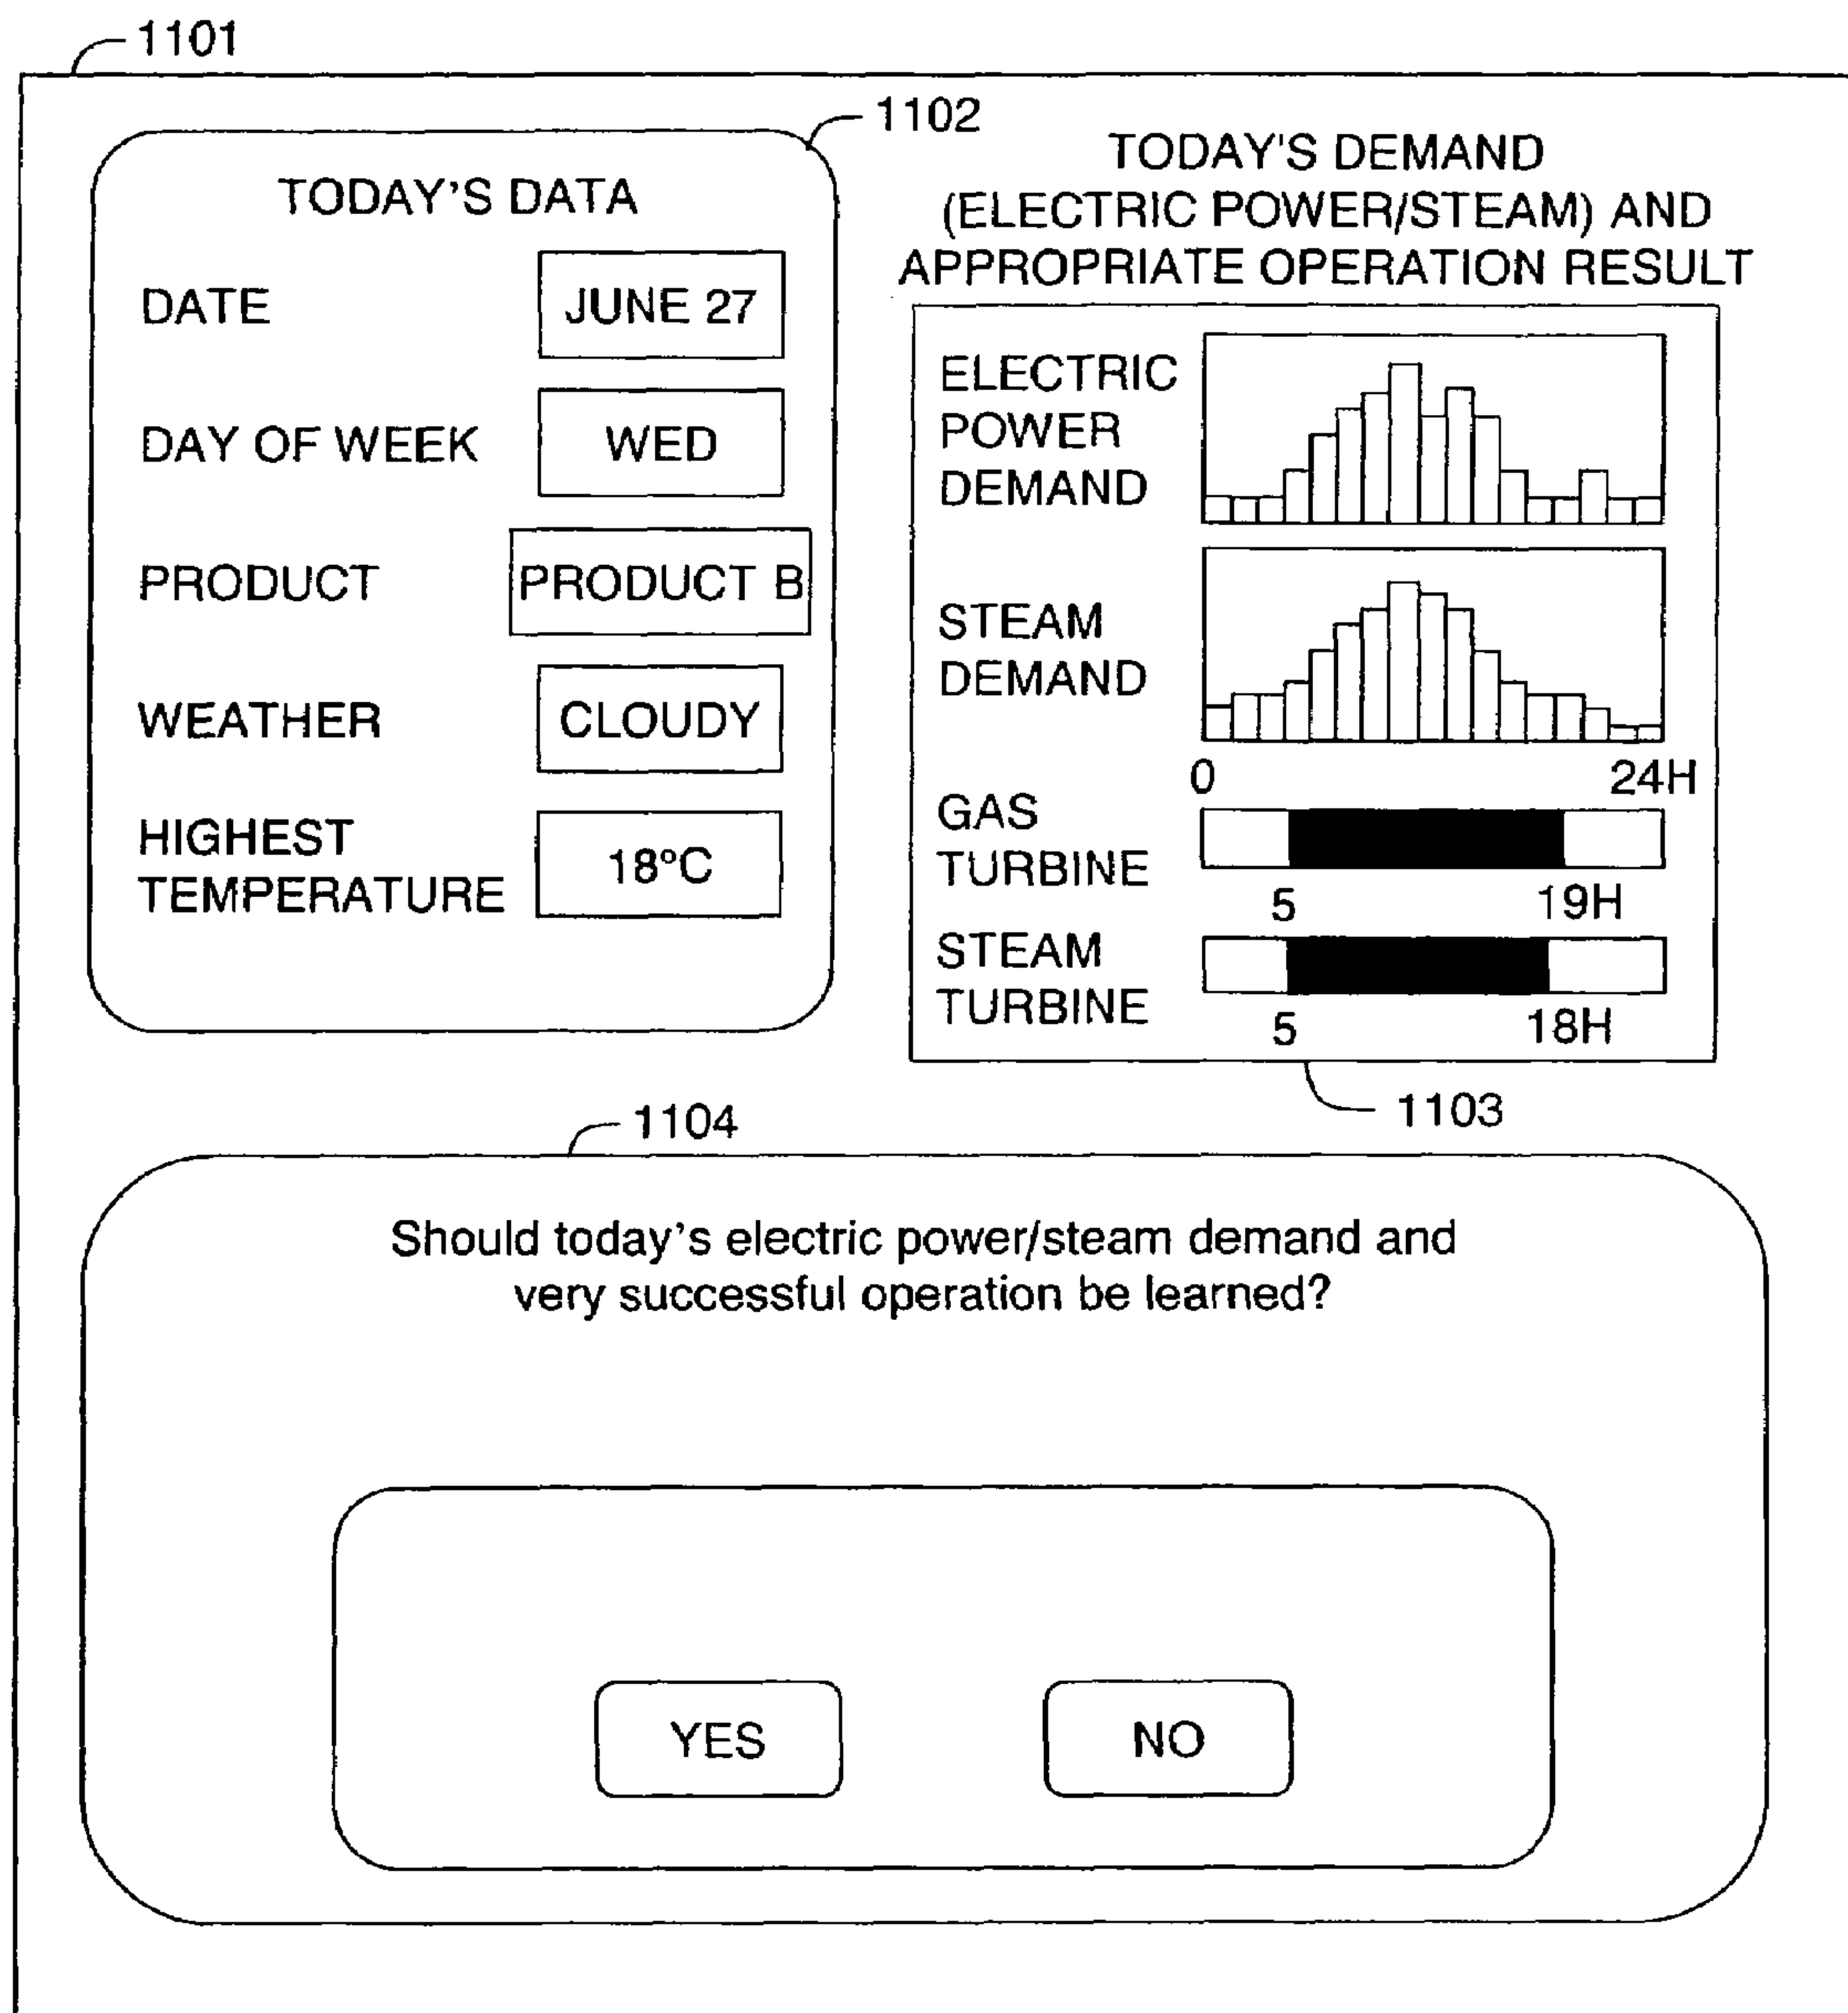 1101
1102
TODAY'S DATA
DATE
JUNE 27
DAY OF WEEK
WED
PRODUCT
PRODUCT B
WEATHER
CLOUDY
HIGHEST
TEMPERATURE
18°C
TODAY'S DEMAND
(ELECTRIC POWER/STEAM) AND
APPROPRIATE OPERATION RESULT
ELECTRIC
POWER
DEMAND
STEAM
DEMAND
0
24H
GAS
TURBINE
5
19H
STEAM
TURBINE
5
18H
1103
1104
Should today's electric power/steam demand and
very successful operation be learned?
YES
NO